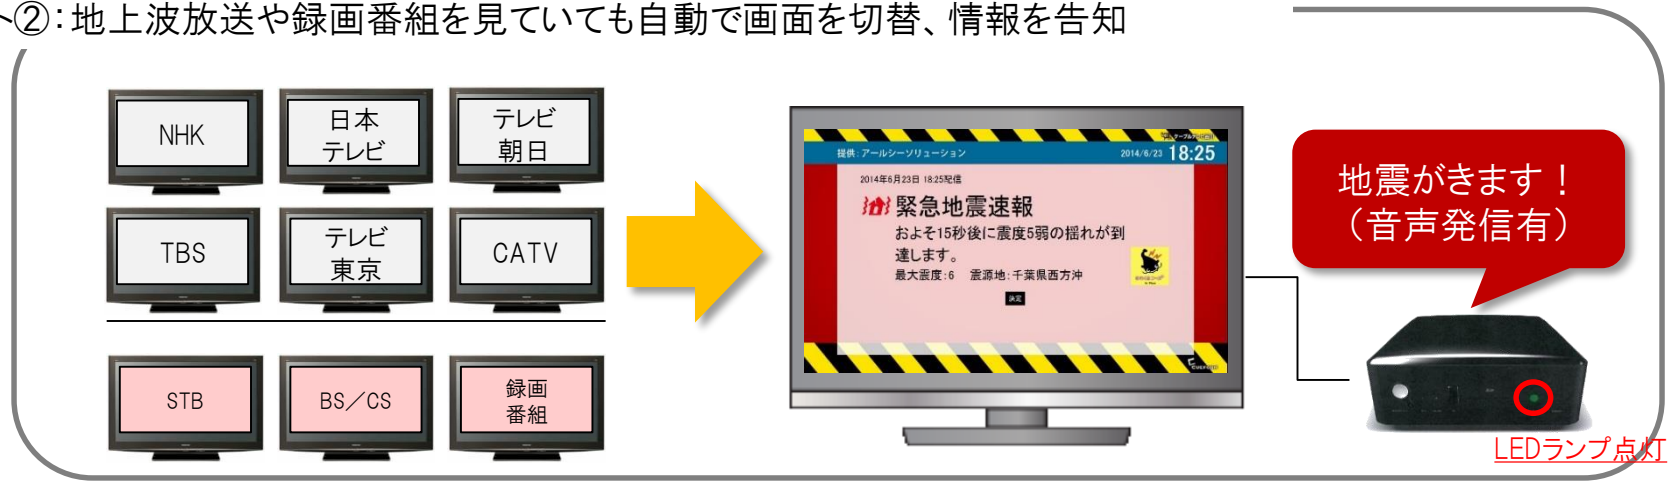 ト②：地上波放送や録画番組を見ていても自動で画面を切替、情報を告知
NHK
日本
テレビ
テレビ
朝日
TBS
テレビ
東京
CATV
STB
BS／CS
録画
番組
提供：アールシーソリューション
2014/6/23 18:25
2014年6月23日 18:25配信
緊急地震速報
およそ15秒後に震度5弱の揺れが到
達します。
最大震度：6　震源地：千葉県西方沖
決定
地震がきます！
（音声発信有）
LEDランプ点灯